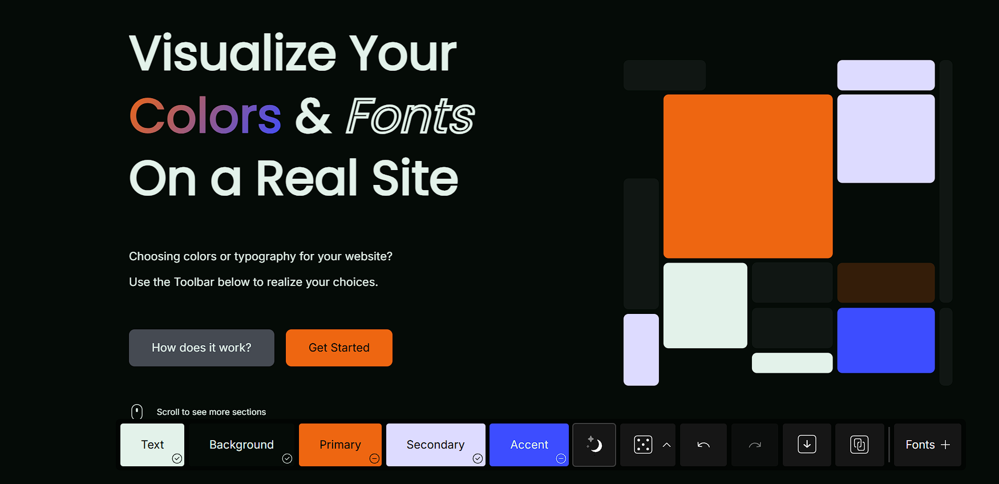 Visualize Your
Colors & Fonts
On a Real Site
Choosing colors or typography for your website?
Use the Toolbar below to realize your choices.
How does it work?
Get Started
Scroll to see more sections
Text
Background
Primary
Secondary
Accent
Fonts